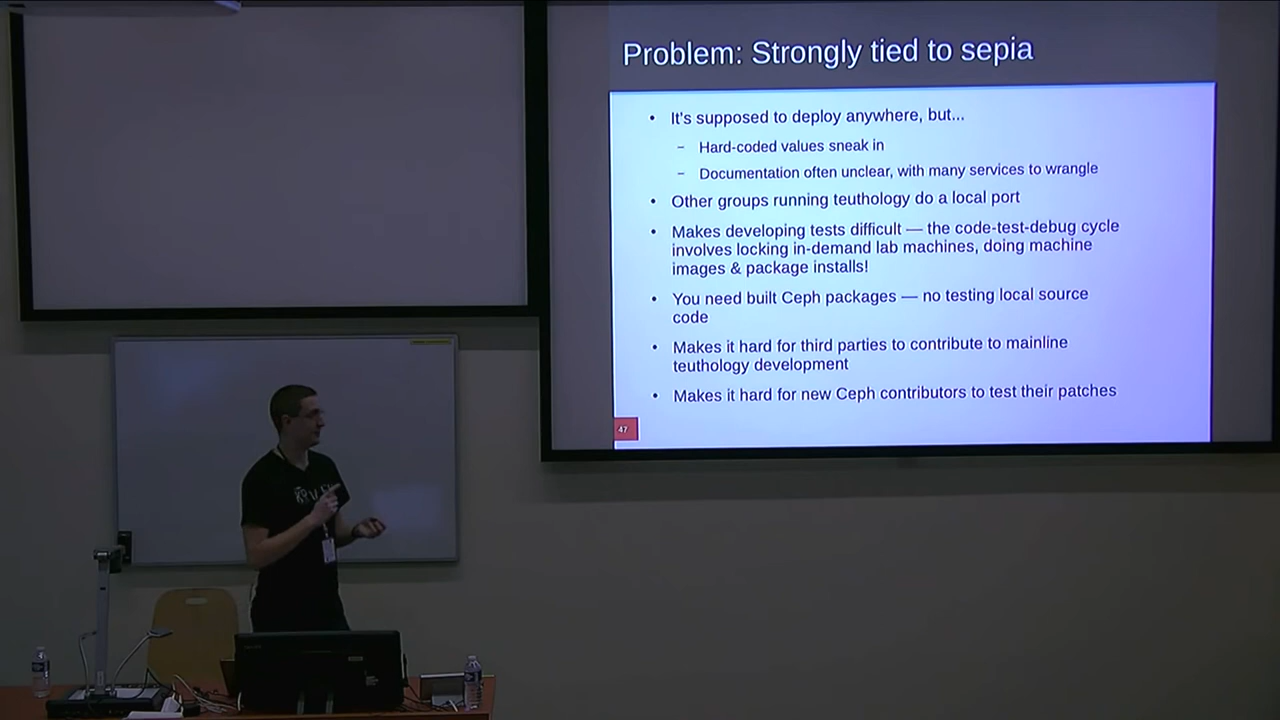 Problem: Strongly tied to sepia
• It's supposed to deploy anywhere, but...
– Hard-coded values sneak in
– Documentation often unclear, with many services to wrangle
• Other groups running teuthology do a local port
• Makes developing tests difficult — the code-test-debug cycle
involves locking in-demand lab machines, doing machine
images & package installs!
• You need built Ceph packages — no testing local source
code
• Makes it hard for third parties to contribute to mainline
teuthology development
• Makes it hard for new Ceph contributors to test their patches
47